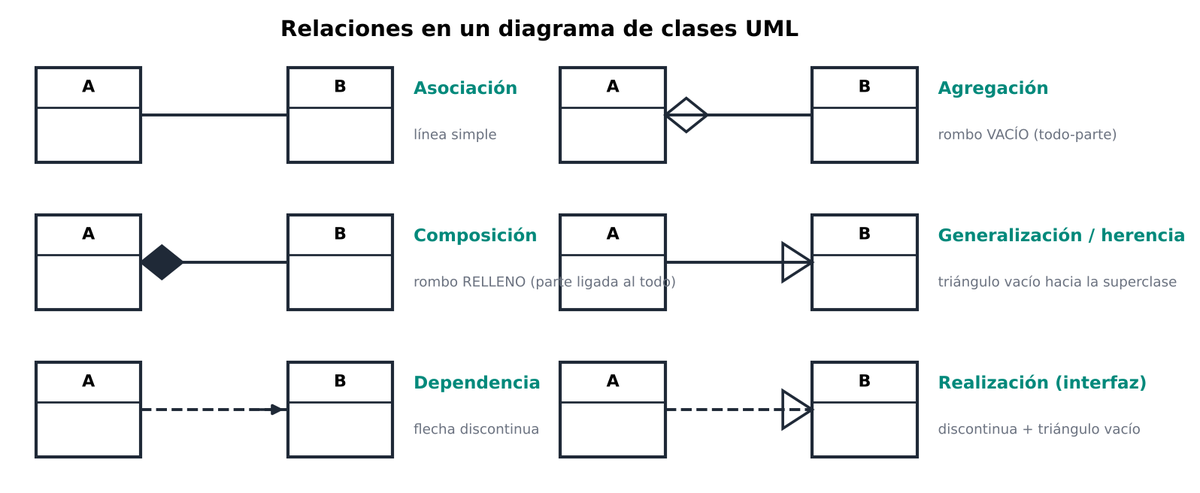 Relaciones en un diagrama de clases UML
A
B
Asociación
línea simple
A
B
Agregación
rombo VACÍO (todo-parte)
A
B
Composición
rombo RELLENO (parte ligada al todo)
A
B
Generalización / herencia
triángulo vacío hacia la superclase
A
B
Dependencia
flecha discontinua
A
B
Realización (interfaz)
discontinua + triángulo vacío